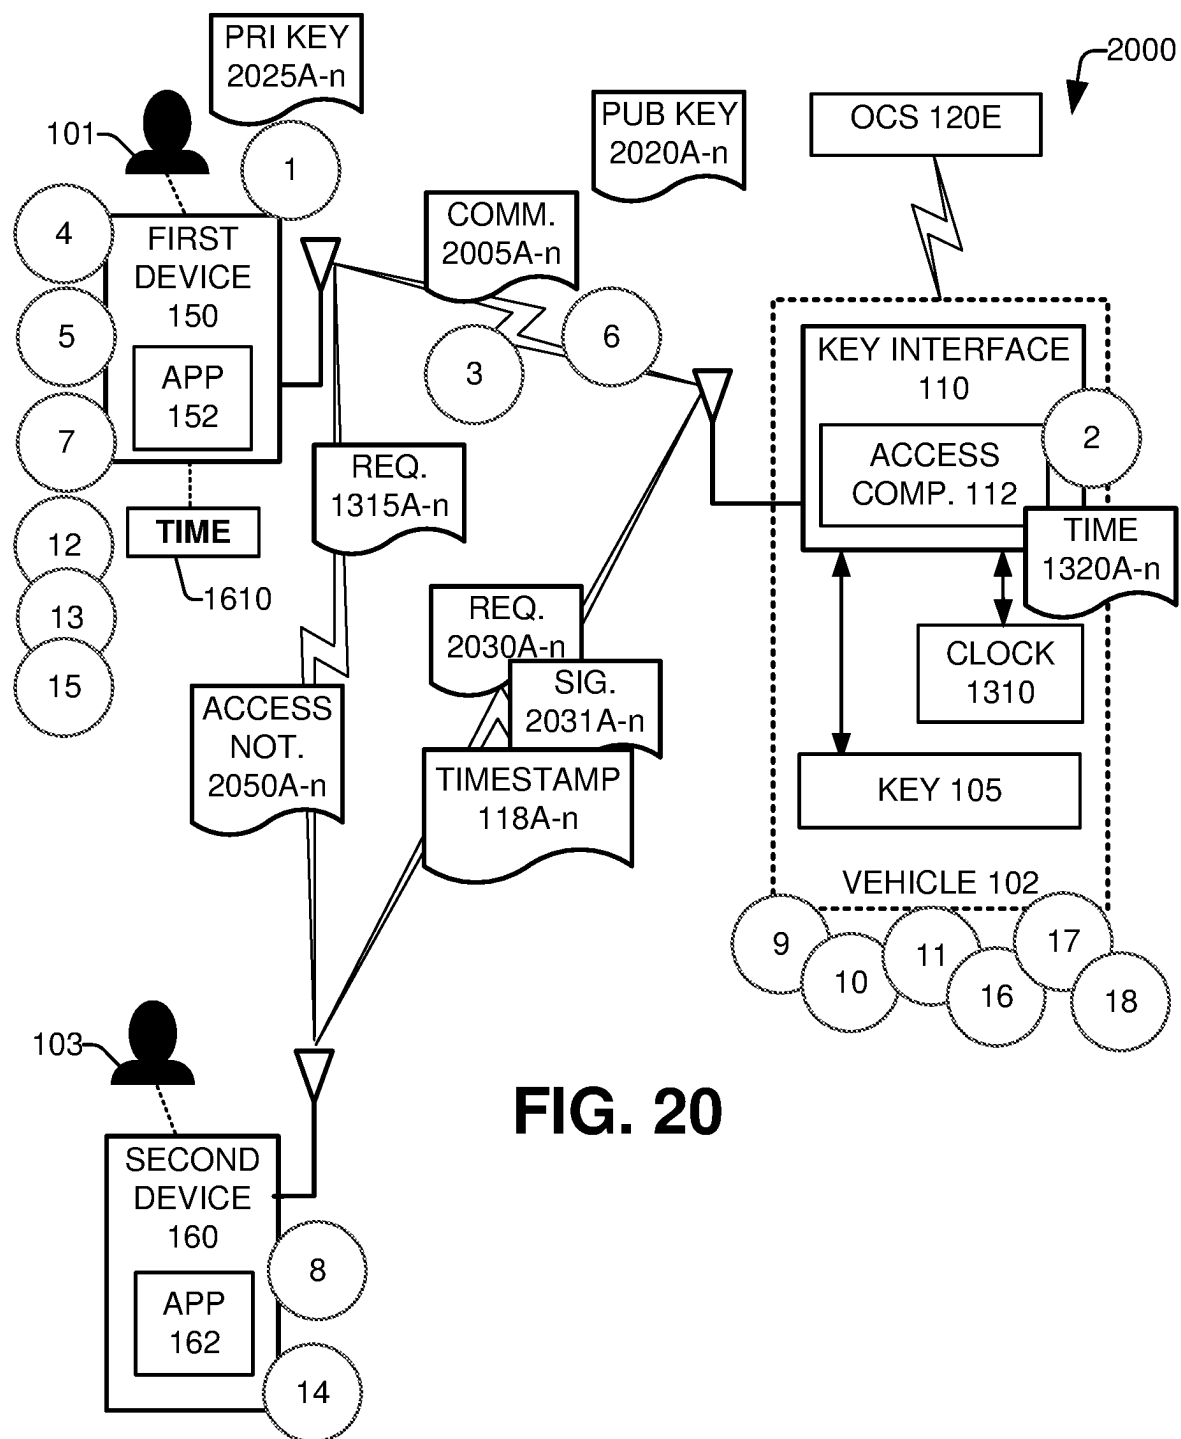 PRI KEY
2025A-n
2000
PUB KEY
2020A-n
OCS 120E
101
1
COMM.
2005A-n
4
FIRST
DEVICE
150
5
APP
152
7
3
6
KEY INTERFACE
110
2
ACCESS
COMP. 112
REQ.
1315A-n
TIME
12
1610
13
15
TIME
1320A-n
REQ.
2030A-n
SIG.
2031A-n
CLOCK
1310
ACCESS
NOT.
2050A-n
TIMESTAMP
118A-n
KEY 105
VEHICLE 102
9
10
11
16
17
18
103
FIG. 20
SECOND
DEVICE
160
8
APP
162
14